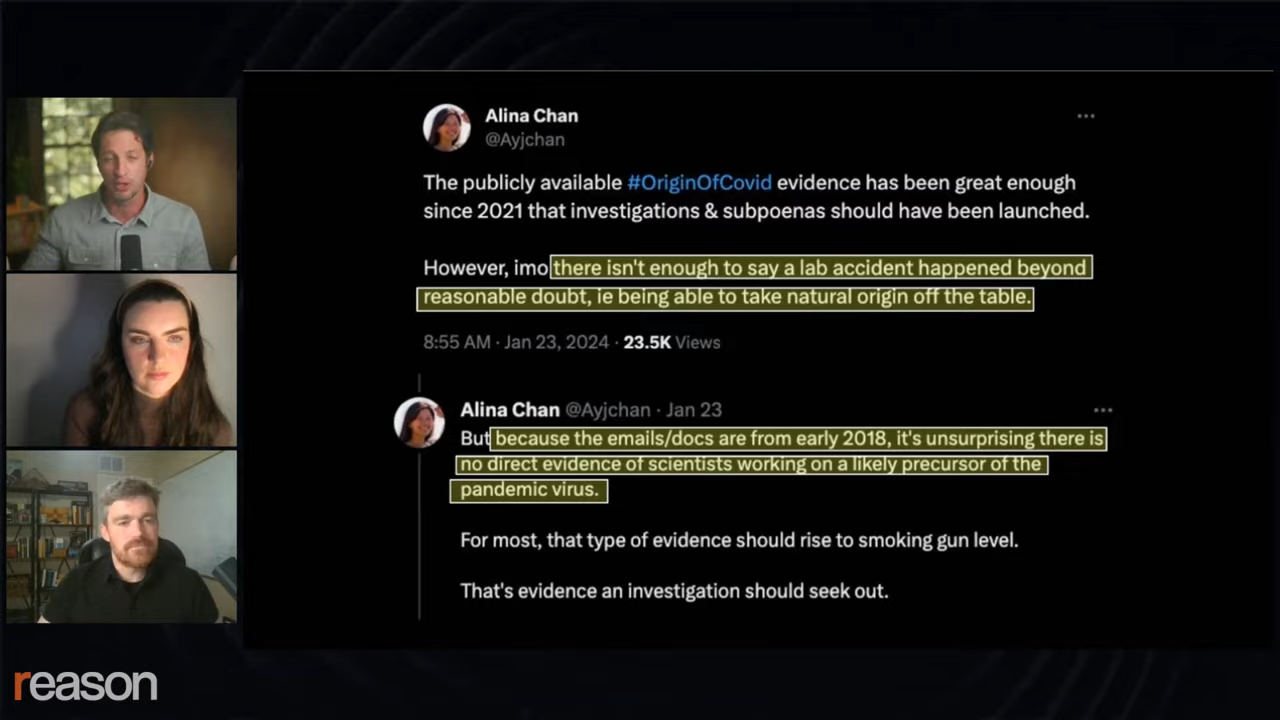 Alina Chan
@Ayjchan
The publicly available #OriginOfCovid evidence has been great enough
since 2021 that investigations & subpoenas should have been launched.
However, imo there isn't enough to say a lab accident happened beyond
reasonable doubt, ie being able to take natural origin off the table.
8:55 AM · Jan 23, 2024 · 23.5K Views
Alina Chan @Ayjchan · Jan 23
But because the emails/docs are from early 2018, it's unsurprising there is
no direct evidence of scientists working on a likely precursor of the
pandemic virus.
For most, that type of evidence should rise to smoking gun level.
That's evidence an investigation should seek out.
reason